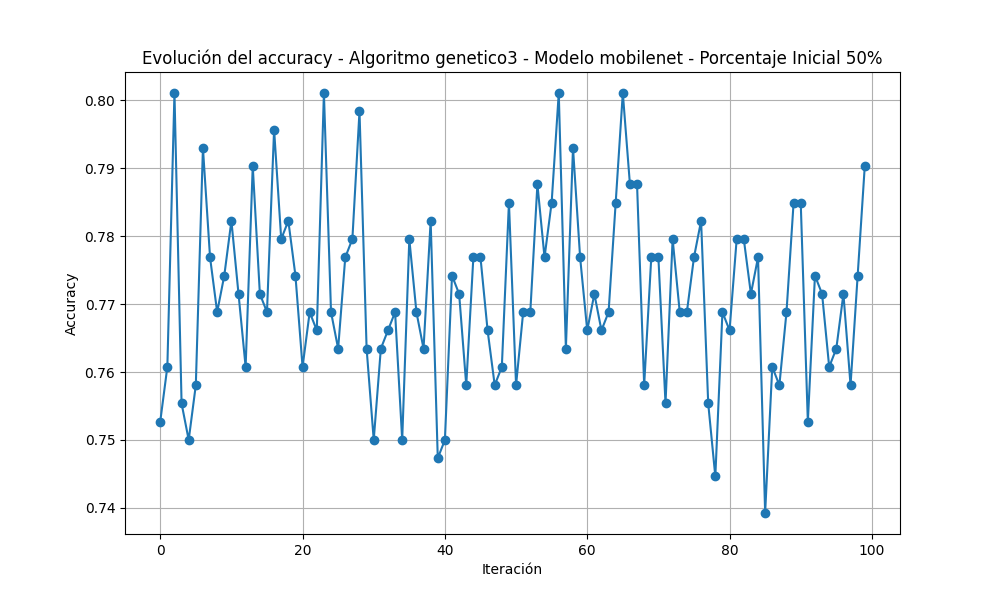 Evolución del accuracy - Algoritmo genetico3 - Modelo mobilenet - Porcentaje Inicial 50%
0.80
0.79
0.78
0.77
0.76
0.75
0.74
Accuracy
0 20 40 60 80 100
Iteración